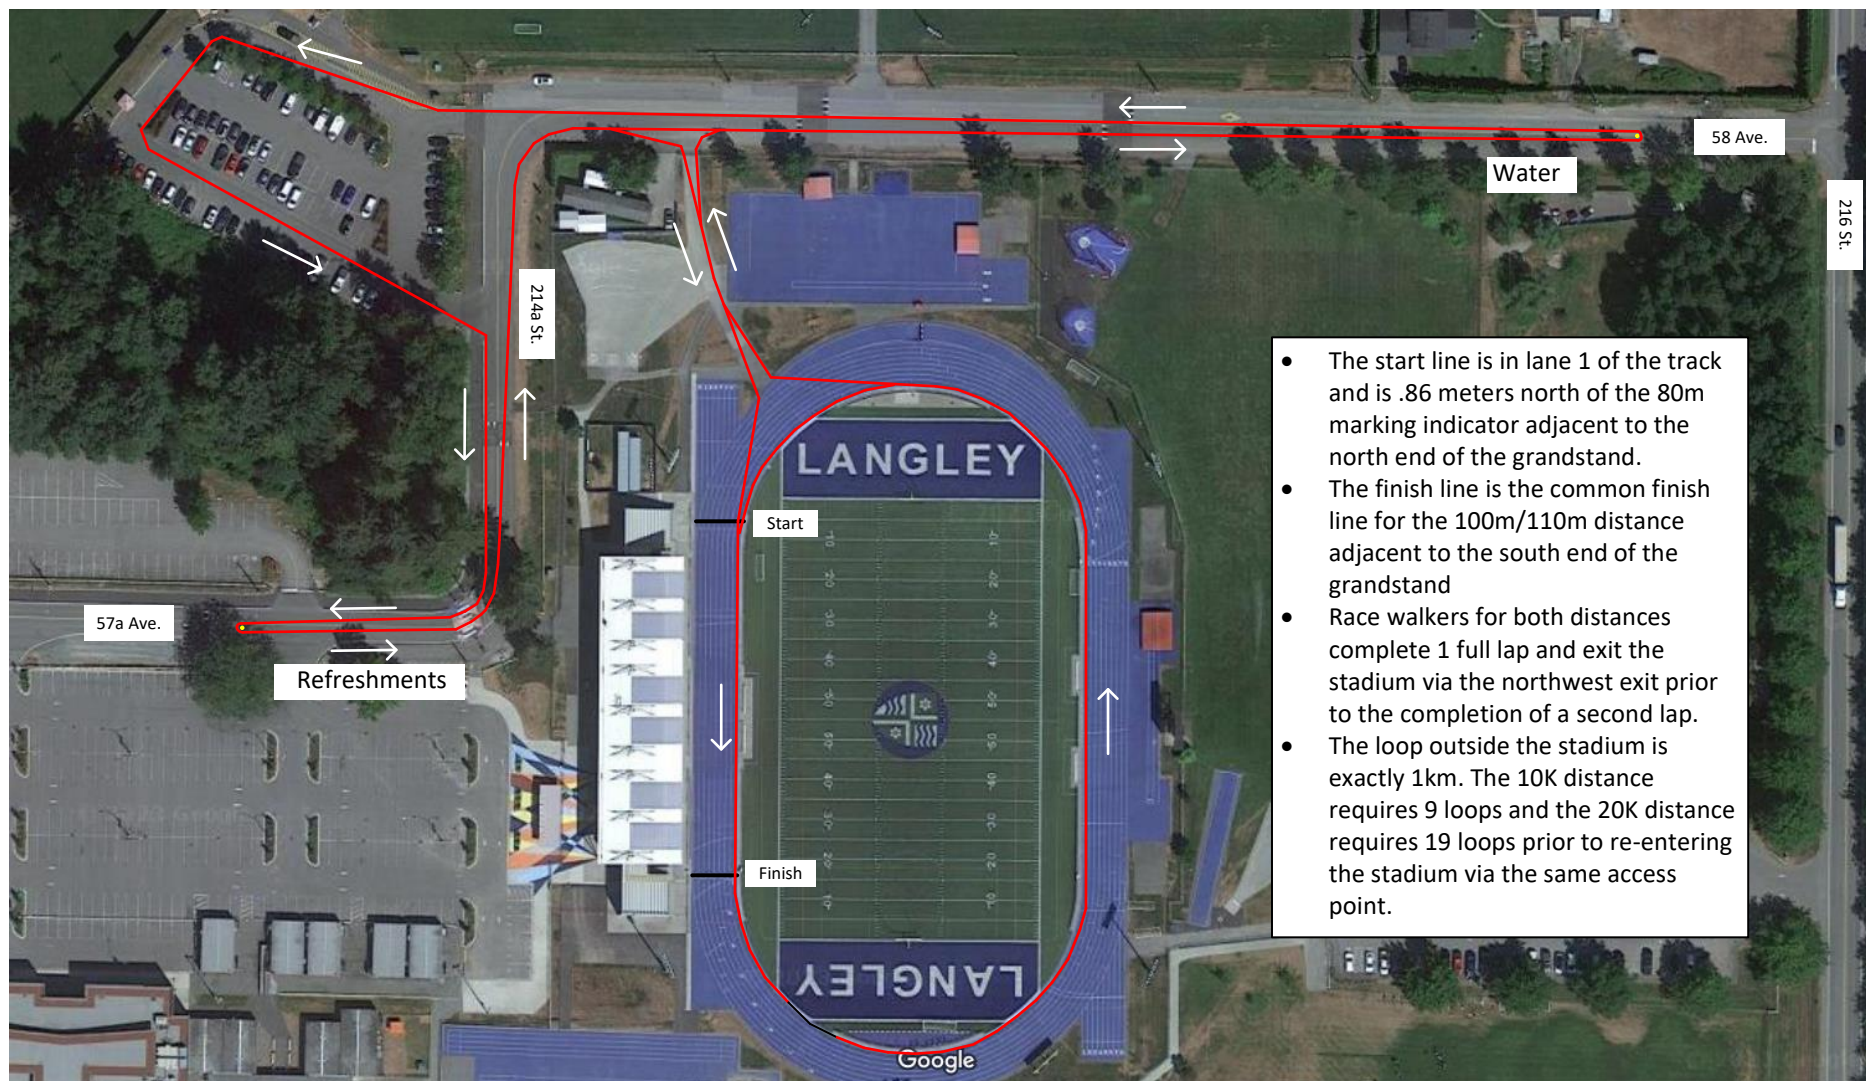 58 Ave.
Water
216 St.
214a St.
LANGLEY
Start
57a Ave.
Refreshments
Finish
LANGLEY
Google
• The start line is in lane 1 of the track
and is .86 meters north of the 80m
marking indicator adjacent to the
north end of the grandstand.
• The finish line is the common finish
line for the 100m/110m distance
adjacent to the south end of the
grandstand
• Race walkers for both distances
complete 1 full lap and exit the
stadium via the northwest exit prior
to the completion of a second lap.
• The loop outside the stadium is
exactly 1km. The 10K distance
requires 9 loops and the 20K distance
requires 19 loops prior to re-entering
the stadium via the same access
point.